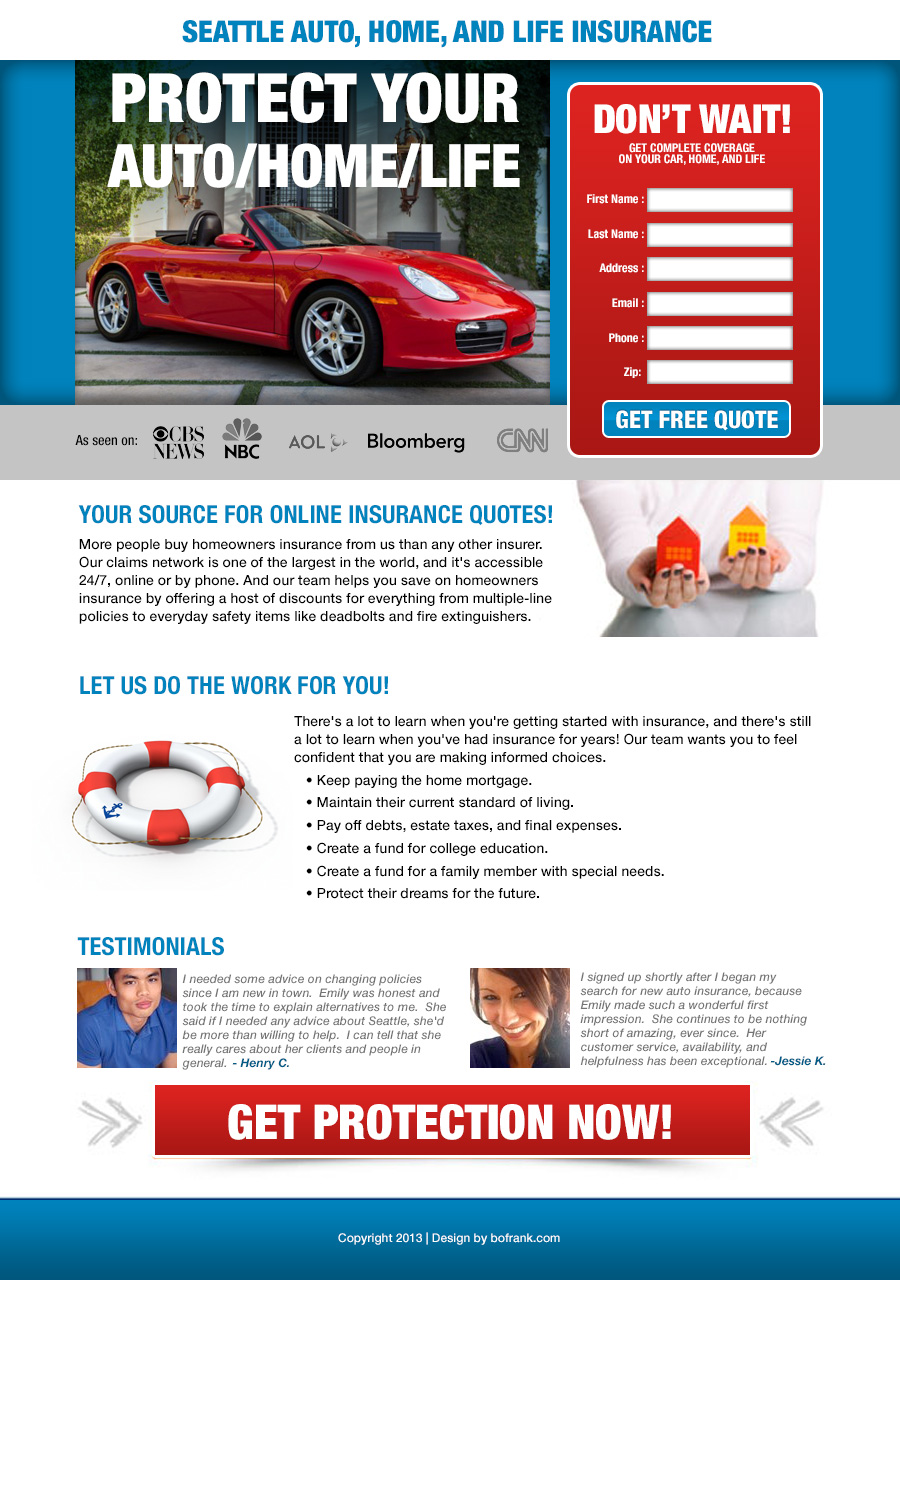 SEATTLE AUTO, HOME, AND LIFE INSURANCE
PROTECT YOUR
AUTO/HOME/LIFE
DON'T WAIT!
GET COMPLETE COVERAGE
ON YOUR CAR, HOME, AND LIFE
First Name :
Last Name :
Address :
Email :
Phone :
Zip:
GET FREE QUOTE
As seen on:
CBS
NEWS
NBC
AOL
Bloomberg
CNN
YOUR SOURCE FOR ONLINE INSURANCE QUOTES!
More people buy homeowners insurance from us than any other insurer.
Our claims network is one of the largest in the world, and it's accessible
24/7, online or by phone. And our team helps you save on homeowners
insurance by offering a host of discounts for everything from multiple-line
policies to everyday safety items like deadbolts and fire extinguishers.
LET US DO THE WORK FOR YOU!
There's a lot to learn when you're getting started with insurance, and there's still
a lot to learn when you've had insurance for years! Our team wants you to feel
confident that you are making informed choices.
• Keep paying the home mortgage.
• Maintain their current standard of living.
• Pay off debts, estate taxes, and final expenses.
• Create a fund for college education.
• Create a fund for a family member with special needs.
• Protect their dreams for the future.
TESTIMONIALS
I needed some advice on changing policies
since I am new in town. Emily was honest and
took the time to explain alternatives to me. She
said if I needed any advice about Seattle, she'd
be more than willing to help. I can tell that she
really cares about her clients and people in
general. - Henry C.
I signed up shortly after I began my
search for new auto insurance, because
Emily made such a wonderful first
impression. She continues to be nothing
short of amazing, ever since. Her
customer service, availability, and
helpfulness has been exceptional. -Jessie K.
GET PROTECTION NOW!
Copyright 2013 | Design by bofrank.com